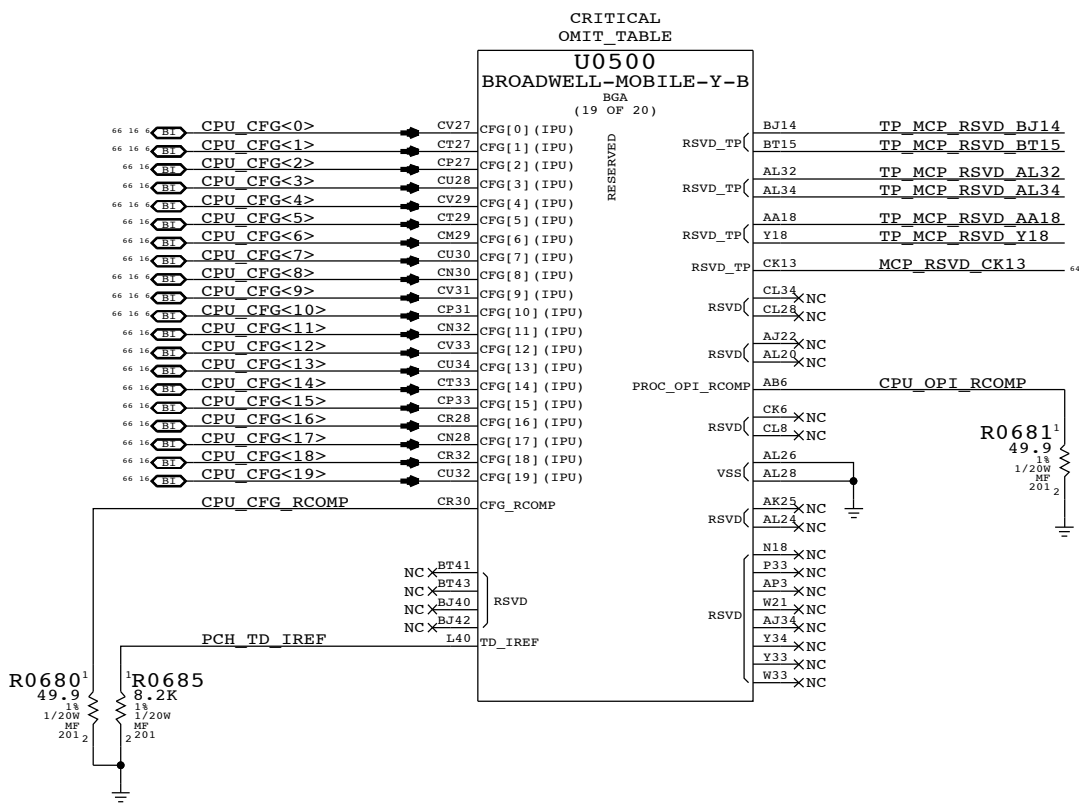 CRITICAL
OMIT_TABLE
U0500
BROADWELL-MOBILE-Y-B
BGA
(19 OF 20)
RESERVED
66 16 6 BI CPU_CFG<0> CV27 CFG[0](IPU)
66 16 6 BI CPU_CFG<1> CT27 CFG[1](IPU)
66 16 BI CPU_CFG<2> CP27 CFG[2](IPU)
66 16 BI CPU_CFG<3> CU28 CFG[3](IPU)
66 16 6 BI CPU_CFG<4> CV29 CFG[4](IPU)
66 16 BI CPU_CFG<5> CT29 CFG[5](IPU)
66 16 BI CPU_CFG<6> CM29 CFG[6](IPU)
66 16 BI CPU_CFG<7> CU30 CFG[7](IPU)
66 16 6 BI CPU_CFG<8> CN30 CFG[8](IPU)
66 16 6 BI CPU_CFG<9> CV31 CFG[9](IPU)
66 16 6 BI CPU_CFG<10> CP31 CFG[10](IPU)
66 16 BI CPU_CFG<11> CN32 CFG[11](IPU)
66 16 BI CPU_CFG<12> CV33 CFG[12](IPU)
66 16 BI CPU_CFG<13> CU34 CFG[13](IPU)
66 16 BI CPU_CFG<14> CT33 CFG[14](IPU)
66 16 BI CPU_CFG<15> CP33 CFG[15](IPU)
66 16 BI CPU_CFG<16> CR28 CFG[16](IPU)
66 16 BI CPU_CFG<17> CN28 CFG[17](IPU)
66 16 BI CPU_CFG<18> CR32 CFG[18](IPU)
66 16 BI CPU_CFG<19> CU32 CFG[19](IPU)
CPU_CFG_RCOMP CR30 CFG_RCOMP
NC BT41
NC BT43
RSVD
NC BJ40
NC BJ42
PCH_TD_IREF L40 TD_IREF
R0680 1
49.9
1%
1/20W
MF
201 2
1 R0685
8.2K
1%
1/20W
MF
2 201
BJ14 TP_MCP_RSVD_BJ14
RSVD_TP
BT15 TP_MCP_RSVD_BT15
AL32 TP_MCP_RSVD_AL32
RSVD_TP
AL34 TP_MCP_RSVD_AL34
AA18 TP_MCP_RSVD_AA18
RSVD_TP
Y18 TP_MCP_RSVD_Y18
RSVD_TP CK13 MCP_RSVD_CK13 64
CL34 NC
RSVD
CL28 NC
AJ22 NC
RSVD
AL20 NC
PROC_OPI_RCOMP AB6 CPU_OPI_RCOMP
CK6 NC
RSVD
CL8 NC
AL26
VSS
AL28
AK25 NC
RSVD
AL24 NC
N18 NC
P33 NC
AP3 NC
W21 NC
RSVD
AJ34 NC
Y34 NC
Y33 NC
W33 NC
R0681 1
49.9
1%
1/20W
MF
201 2